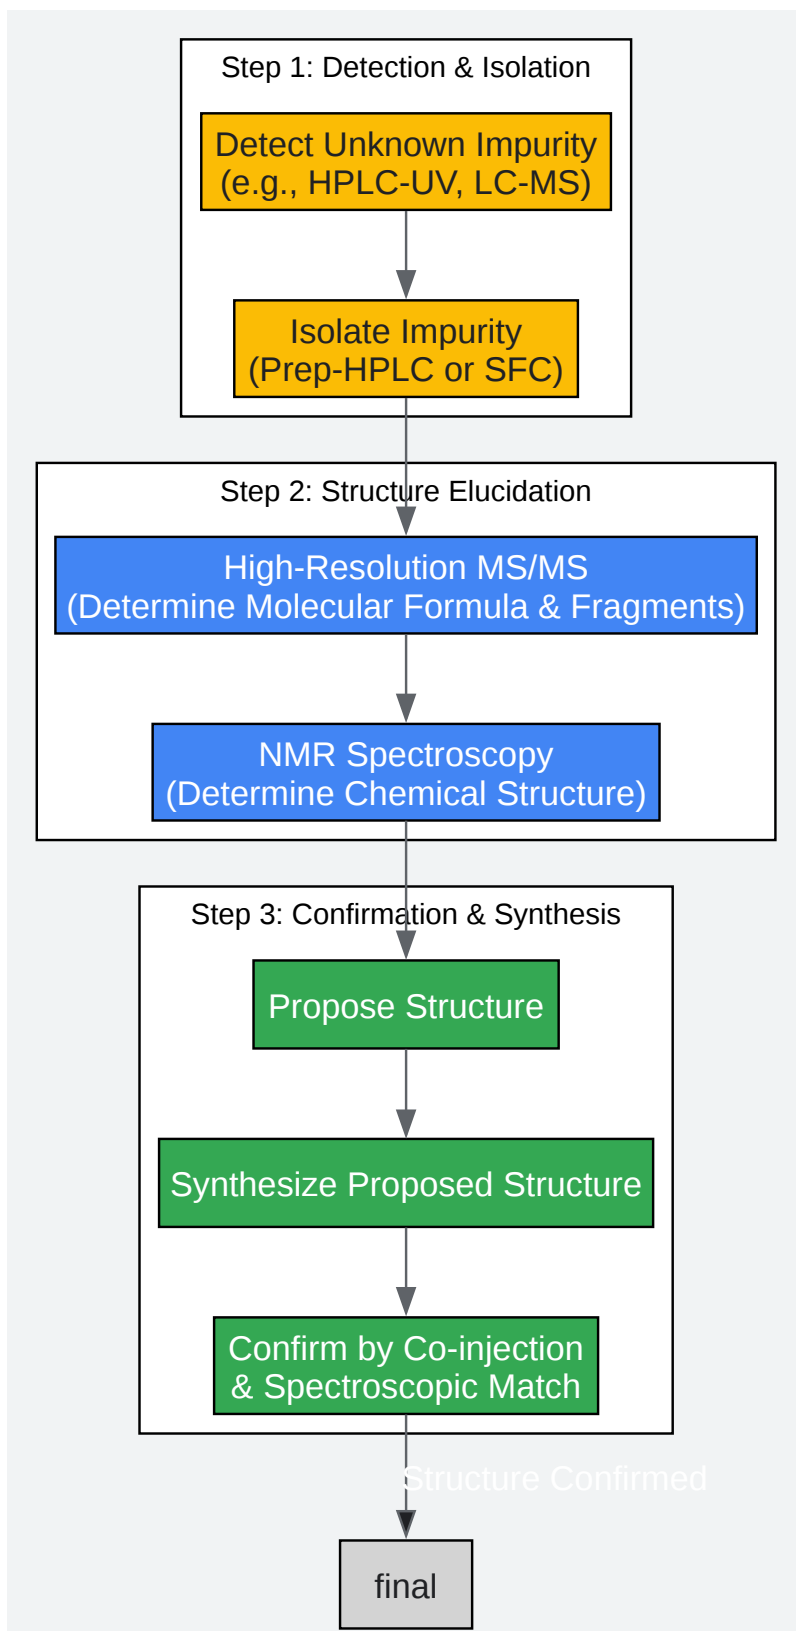 Step 1: Detection & Isolation
Detect Unknown Impurity
(e.g., HPLC-UV, LC-MS)
Isolate Impurity
(Prep-HPLC or SFC)
Step 2: Structure Elucidation
High-Resolution MS/MS
(Determine Molecular Formula & Fragments)
NMR Spectroscopy
(Determine Chemical Structure)
Step 3: Confirmation & Synthesis
Propose Structure
Synthesize Proposed Structure
Confirm by Co-injection
& Spectroscopic Match
Structure Confirmed
final